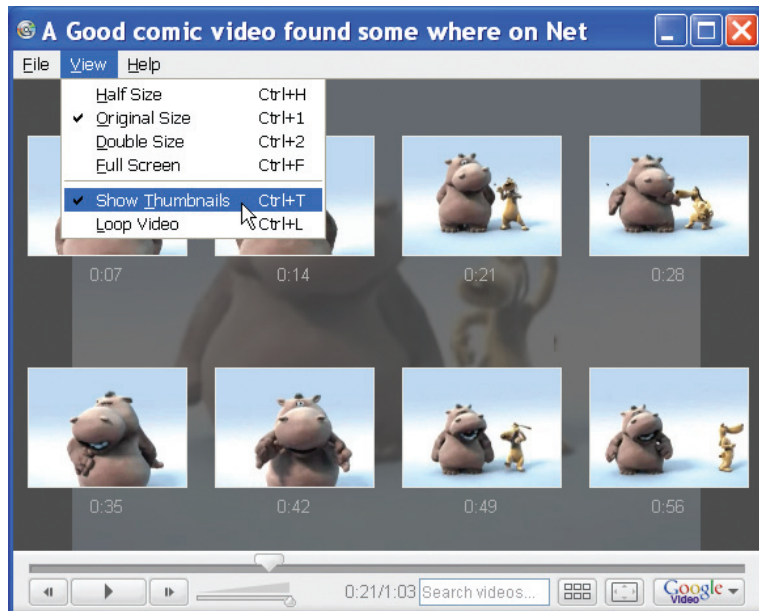 A Good comic video found some where on Net
File View Help
Half Size Ctrl+H
Original Size Ctrl+1
Double Size Ctrl+2
Full Screen Ctrl+F
Show Thumbnails Ctrl+T
Loop Video Ctrl+L
0:07 0:14 0:21 0:28
0:35 0:42 0:49 0:56
0:21/1:03 Search videos... Google
Video